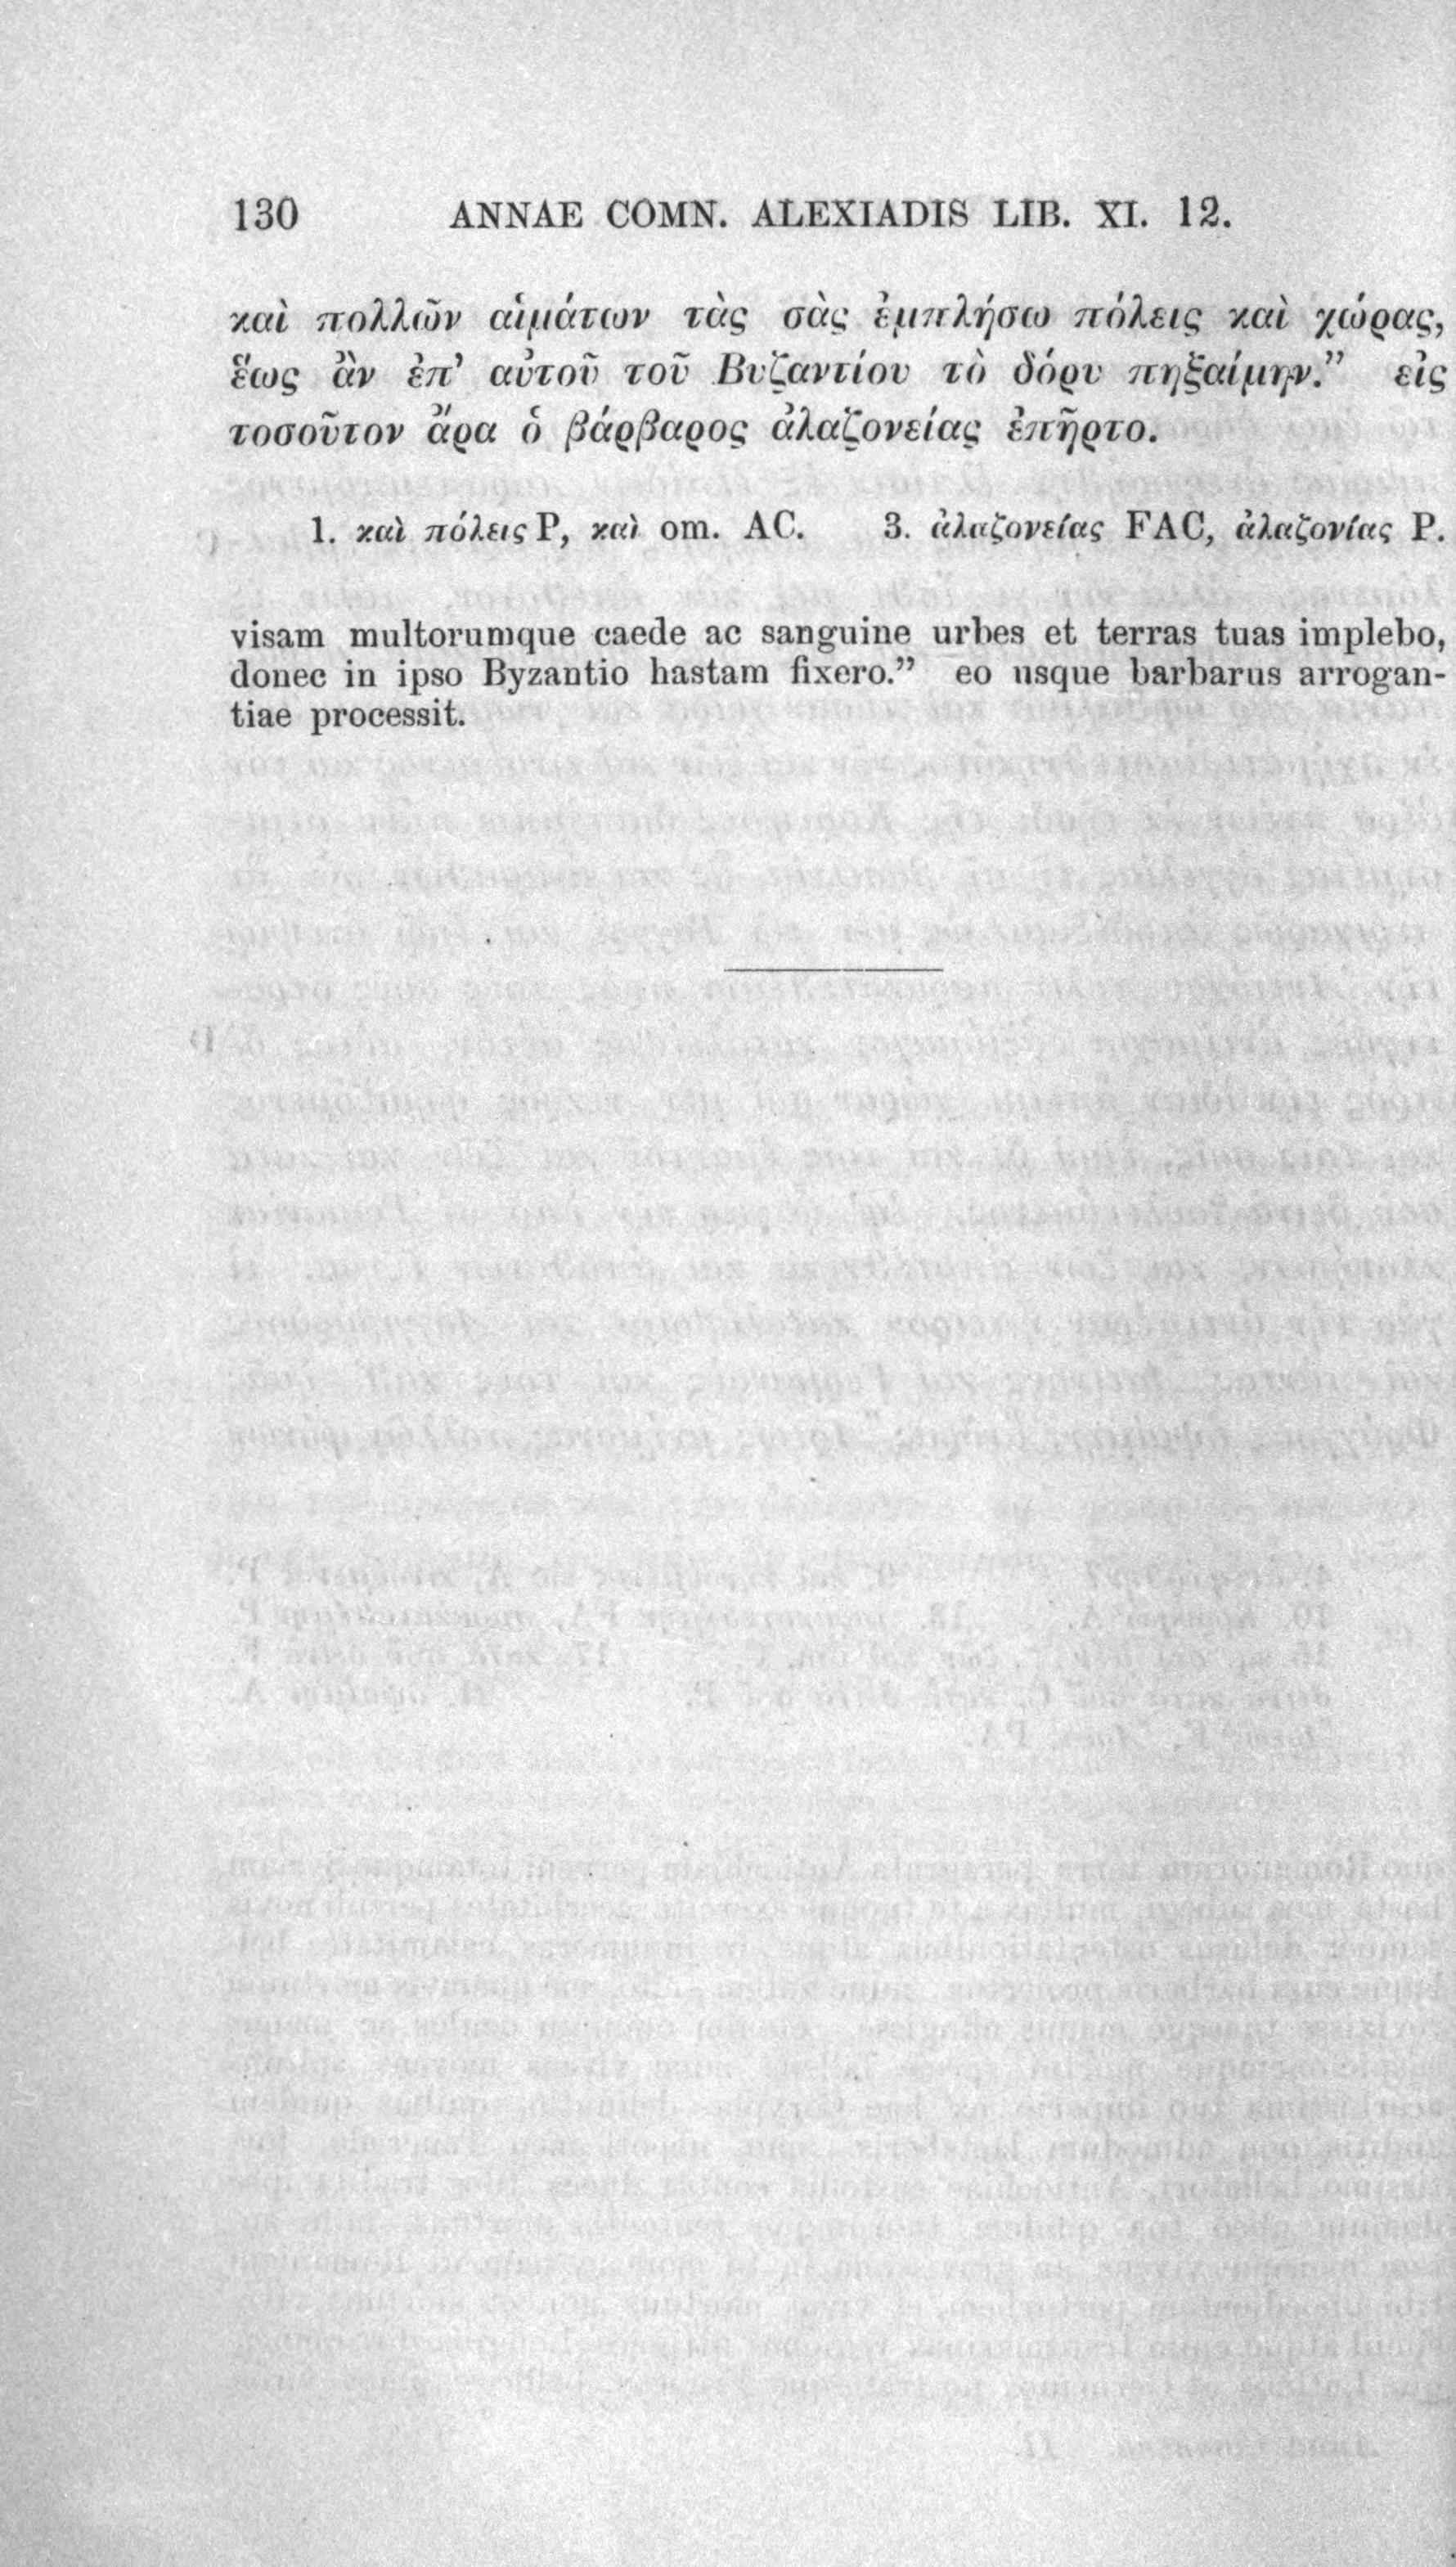 130 ANNAE COMN. ALEXIADIS LIB. XI. 12.
καὶ πολλῶν αἱμάτων τὰς σὰς ἐμπλήσω πόλεις καὶ χώρας,
ἕως ἂν ἐπ' αὐτοῦ τοῦ Βυζαντίου τὸ δόρυ πηξαίμην.” εἰς
τοσοῦτον ἄρα ὁ βάρβαρος ἀλαζονείας ἐπῆρτο.
1. καὶ πόλεις P, καὶ om. AC. 3. ἀλαζονείας FAC, ἀλαζονίας P.
visam multorumque caede ac sanguine urbes et terras tuas implebo,
donec in ipso Byzantio hastam fixero.” eo usque barbarus arrogan-
tiae processit.